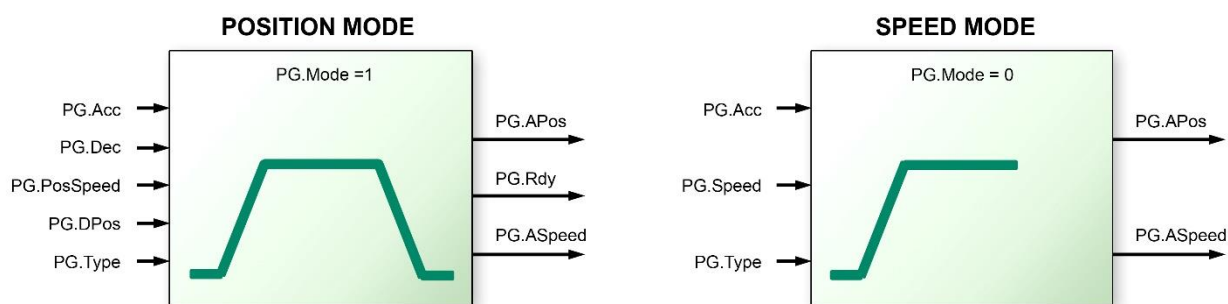 POSITION MODE
PG.Mode =1
PG.Acc
PG.Dec
PG.PosSpeed
PG.DPos
PG.Type
PG.APos
PG.Rdy
PG.ASpeed
SPEED MODE
PG.Mode = 0
PG.Acc
PG.Speed
PG.Type
PG.APos
PG.ASpeed